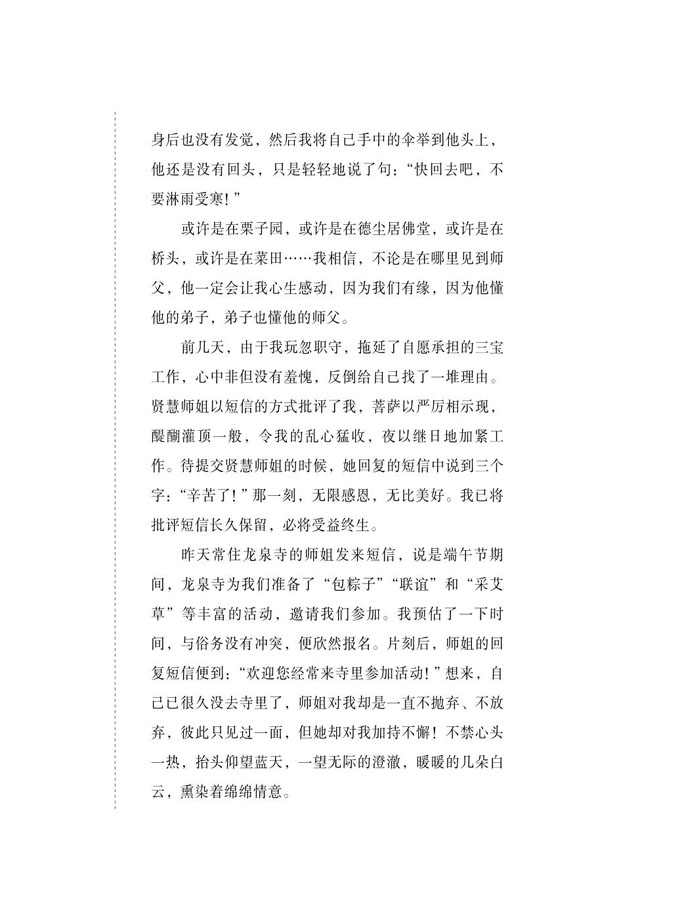 身后也没有发觉，然后我将自己手中的伞举到他头上，
他还是没有回头，只是轻轻地说了句：“快回去吧，不
要淋雨受寒！”
或许是在栗子园，或许是在德尘居佛堂，或许是在
桥头，或许是在菜田……我相信，不论是在哪里见到师
父，他一定会让我心生感动，因为我们有缘，因为他懂
他的弟子，弟子也懂他的师父。
前几天，由于我玩忽职守，拖延了自愿承担的三宝
工作，心中非但没有羞愧，反倒给自己找了一堆理由。
贤慧师姐以短信的方式批评了我，菩萨以严厉相示现，
醍醐灌顶一般，令我的乱心猛收，夜以继日地加紧工
作。待提交贤慧师姐的时候，她回复的短信中说到三个
字：“辛苦了！”那一刻，无限感恩，无比美好。我已将
批评短信长久保留，必将受益终生。
昨天常住龙泉寺的师姐发来短信，说是端午节期
间，龙泉寺为我们准备了“包粽子”“联谊”和“采艾
草”等丰富的活动，邀请我们参加。我预估了一下时
间，与俗务没有冲突，便欣然报名。片刻后，师姐的回
复短信便到：“欢迎您经常来寺里参加活动！”想来，自
己已很久没去寺里了，师姐对我却是一直不抛弃、不放
弃，彼此只见过一面，但她却对我加持不懈！不禁心头
一热，抬头仰望蓝天，一望无际的澄澈，暖暖的几朵白
云，熏染着绵绵情意。